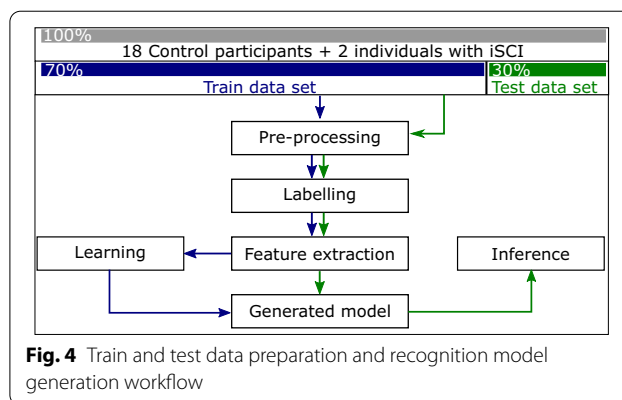 100%
18 Control participants + 2 individuals with iSCI
70% 30%
Train data set Test data set
Pre-processing
Labelling
Learning Feature extraction Inference
Generated model
Fig. 4 Train and test data preparation and recognition model
generation workflow